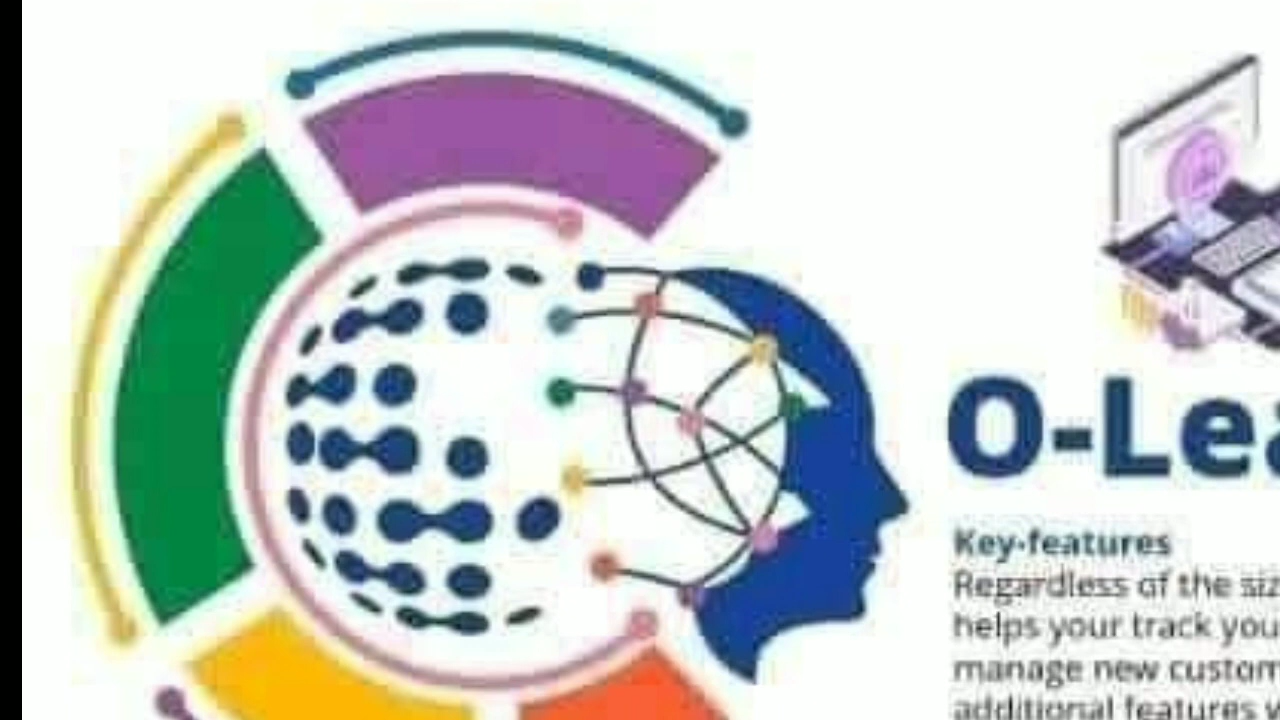 O-Lea
Key-features
Regardless of the siz
helps your track you
manage new custom
additional features w